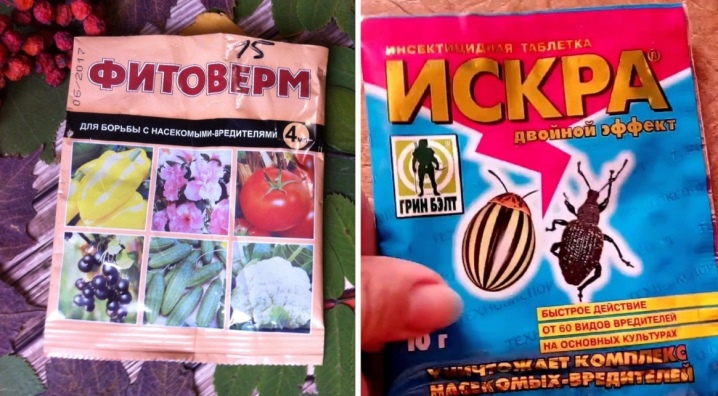 15
06/2017
ФИТОВЕРМ
ДЛЯ БОРЬБЫ С НАСЕКОМЫМИ-ВРЕДИТЕЛЯМИ
ИНСЕКТИЦИДНАЯ ТАБЛЕТКА
ИСКРА®
двойной эффект
ГРИН БЭЛТ
БЫСТРОЕ ДЕЙСТВИЕ
ОТ 60 ВИДОВ ВРЕДИТЕЛЕЙ
НА ОСНОВНЫХ КУЛЬТУРАХ
10 г
УНИЧТОЖАЕТ КОМПЛЕКС
НАСЕКОМЫХ-ВРЕДИТЕЛЕЙ